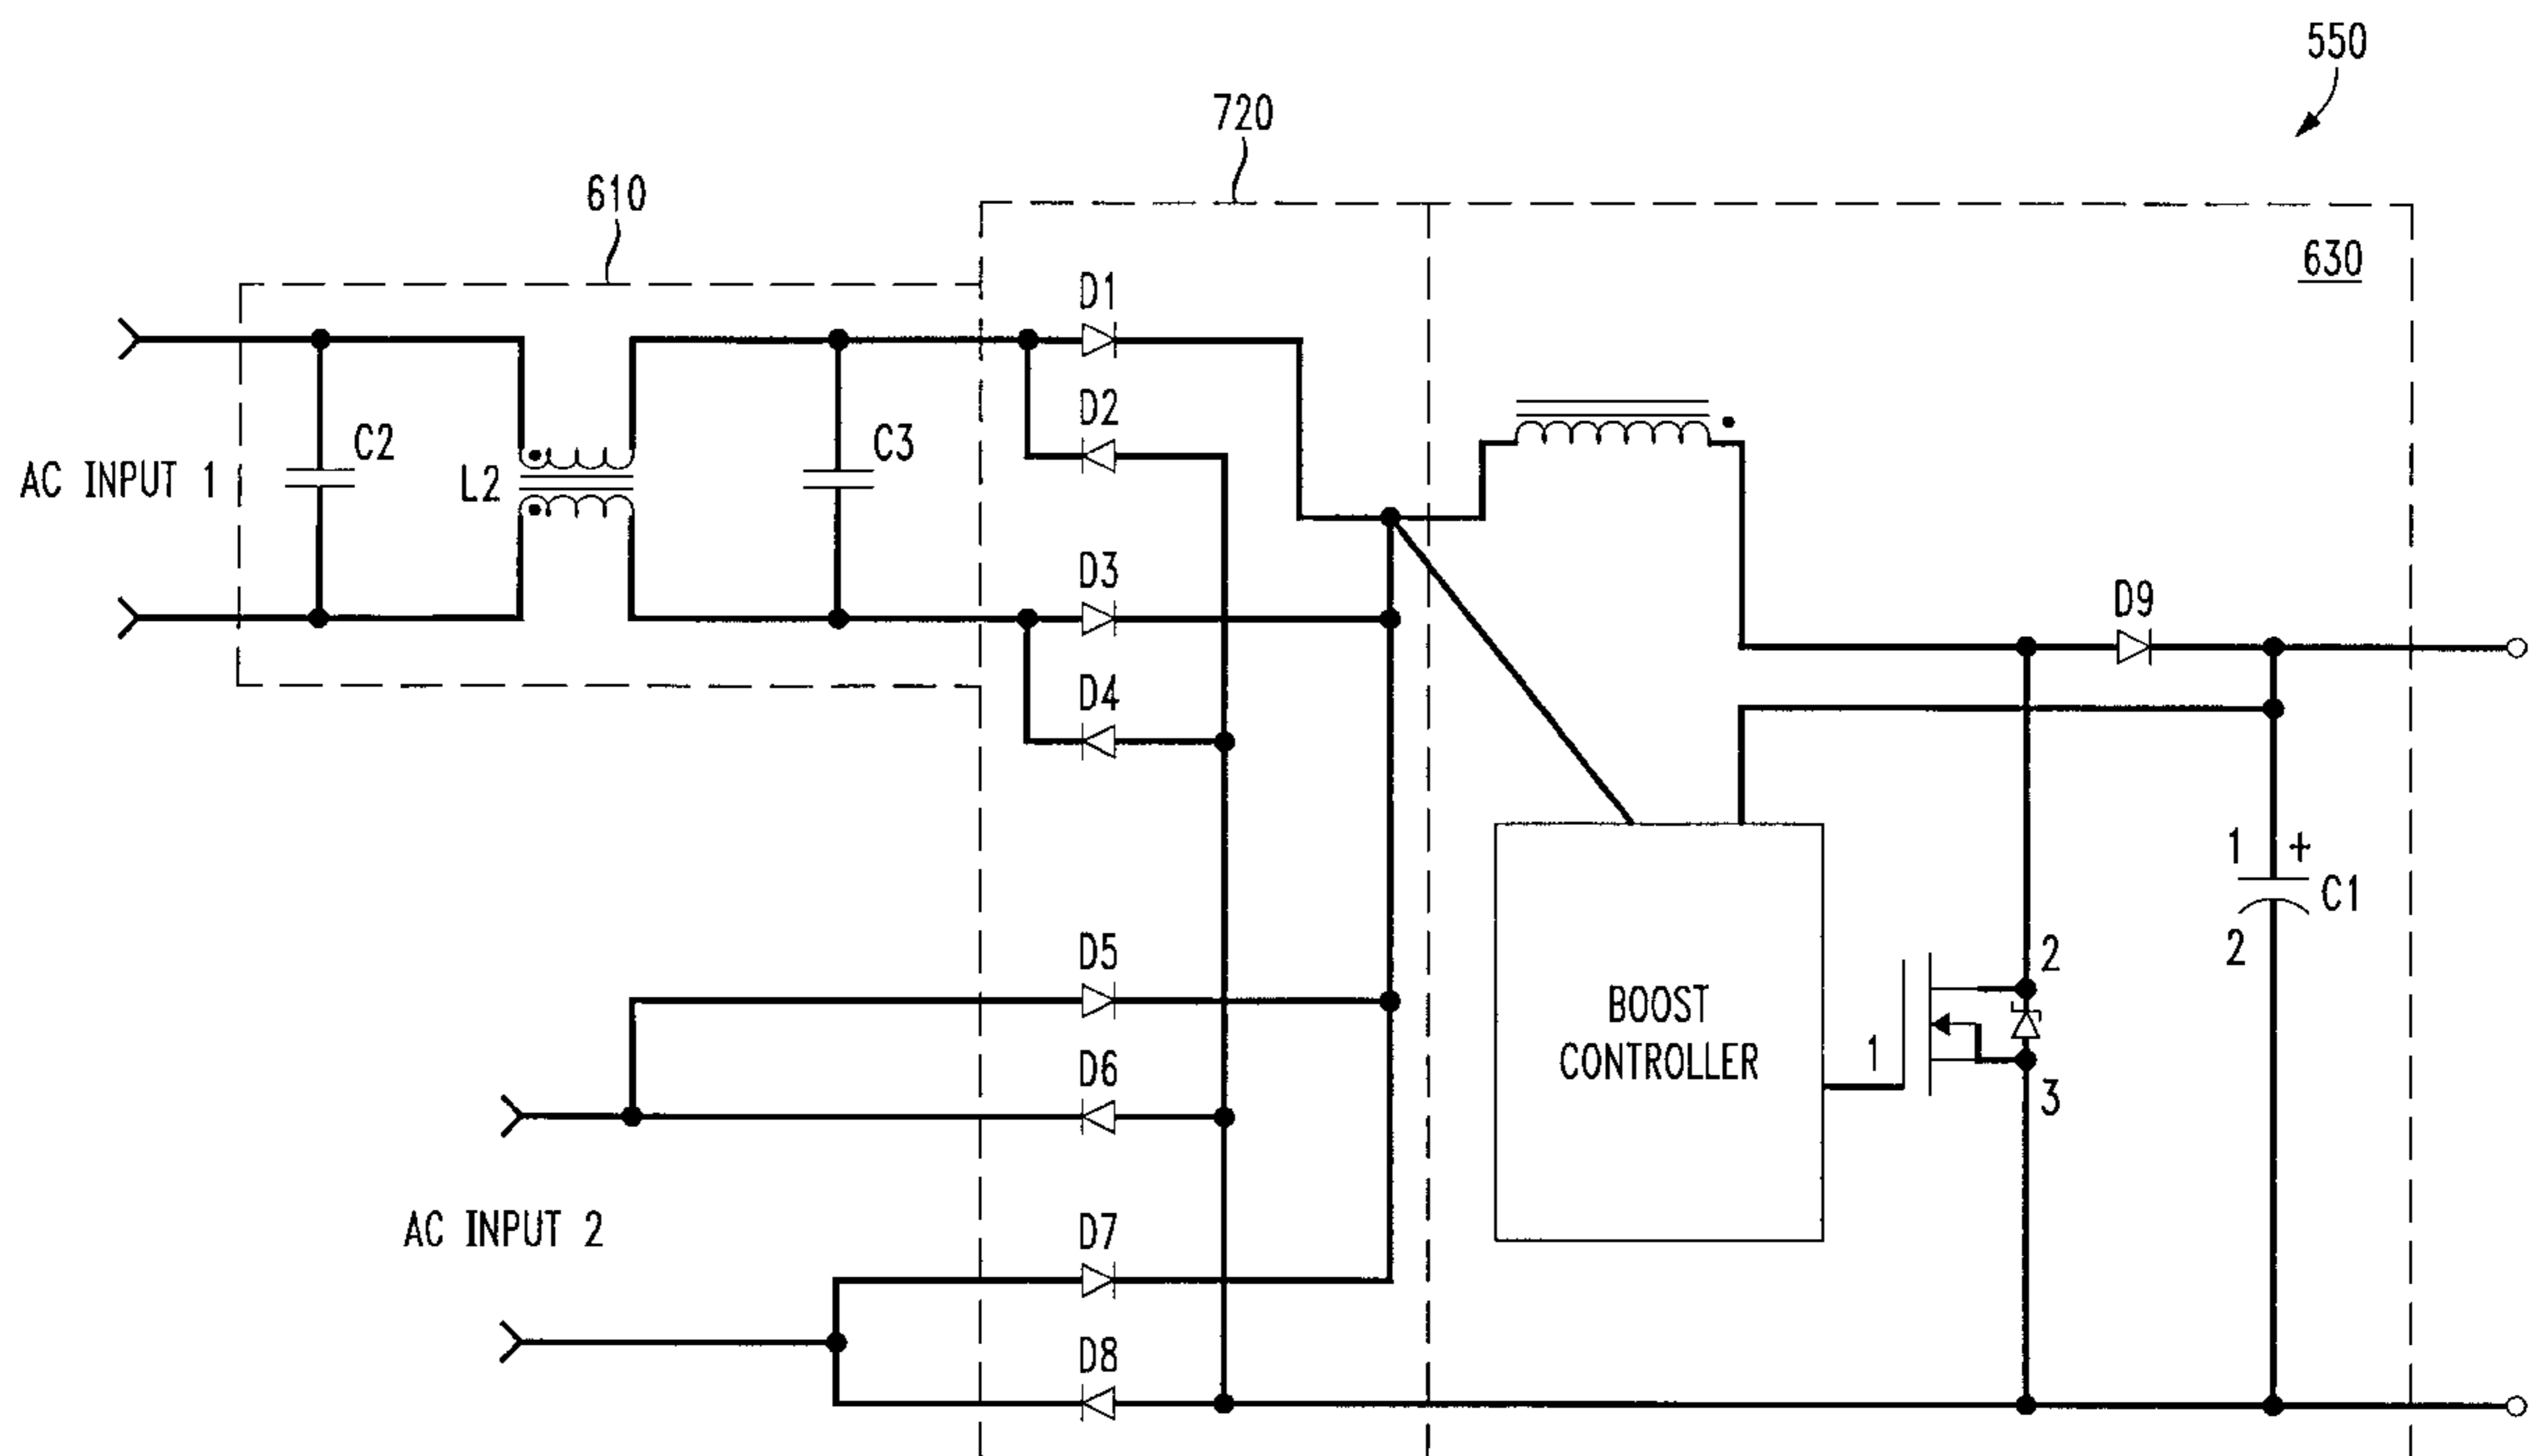 550
720
610
630
D1
D2
C2
C3
AC INPUT 1
L2
D3
D9
D4
1 +
C1
2
D5
2
BOOST
CONTROLLER
1
D6
3
AC INPUT 2
D7
D8